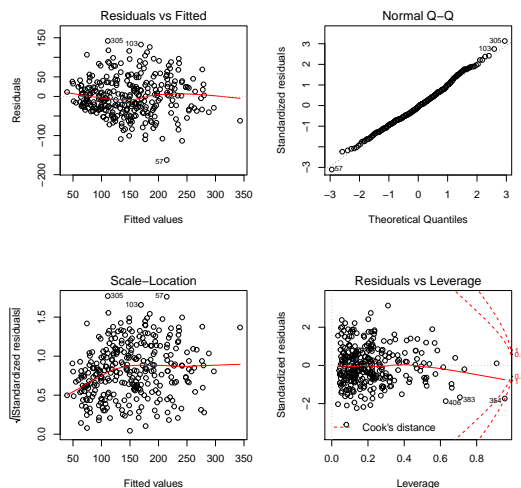 Residuals vs Fitted
Residuals
150
50
0
-100
-200
305
103
57
50 100 150 200 250 300 350
Fitted values
Normal Q-Q
Standardized residuals
3
2
1
0
-1
-3
305
103
57
-3 -2 -1 0 1 2 3
Theoretical Quantiles
Scale-Location
√|Standardized residuals|
1.5
1.0
0.5
0.0
305
103
57
50 100 150 200 250 300 350
Fitted values
Residuals vs Leverage
Standardized residuals
2
0
-2
406
383
354
Cook's distance
0.0 0.2 0.4 0.6 0.8
Leverage